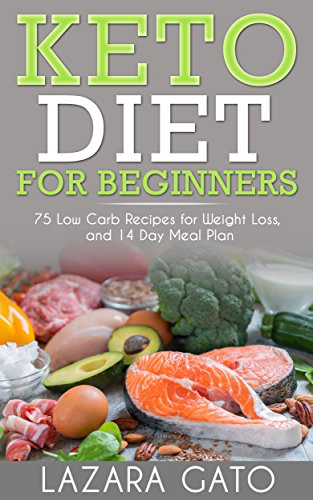 KETO
DIET
FOR BEGINNERS
75 Low Carb Recipes for Weight Loss,
and 14 Day Meal Plan
LAZARA GATO